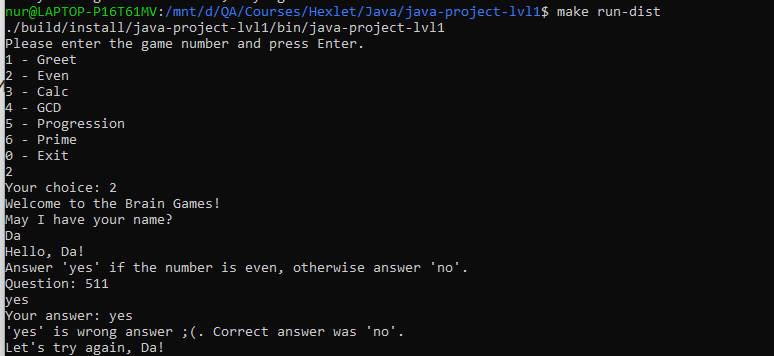 nur@LAPTOP-P16T61MV:/mnt/d/QA/Courses/Hexlet/Java/java-project-lvl1$ make run-dist
./build/install/java-project-lvl1/bin/java-project-lvl1
Please enter the game number and press Enter.
1 - Greet
2 - Even
3 - Calc
4 - GCD
5 - Progression
6 - Prime
0 - Exit
2
Your choice: 2
Welcome to the Brain Games!
May I have your name?
Da
Hello, Da!
Answer 'yes' if the number is even, otherwise answer 'no'.
Question: 511
yes
Your answer: yes
'yes' is wrong answer ;(. Correct answer was 'no'.
Let's try again, Da!